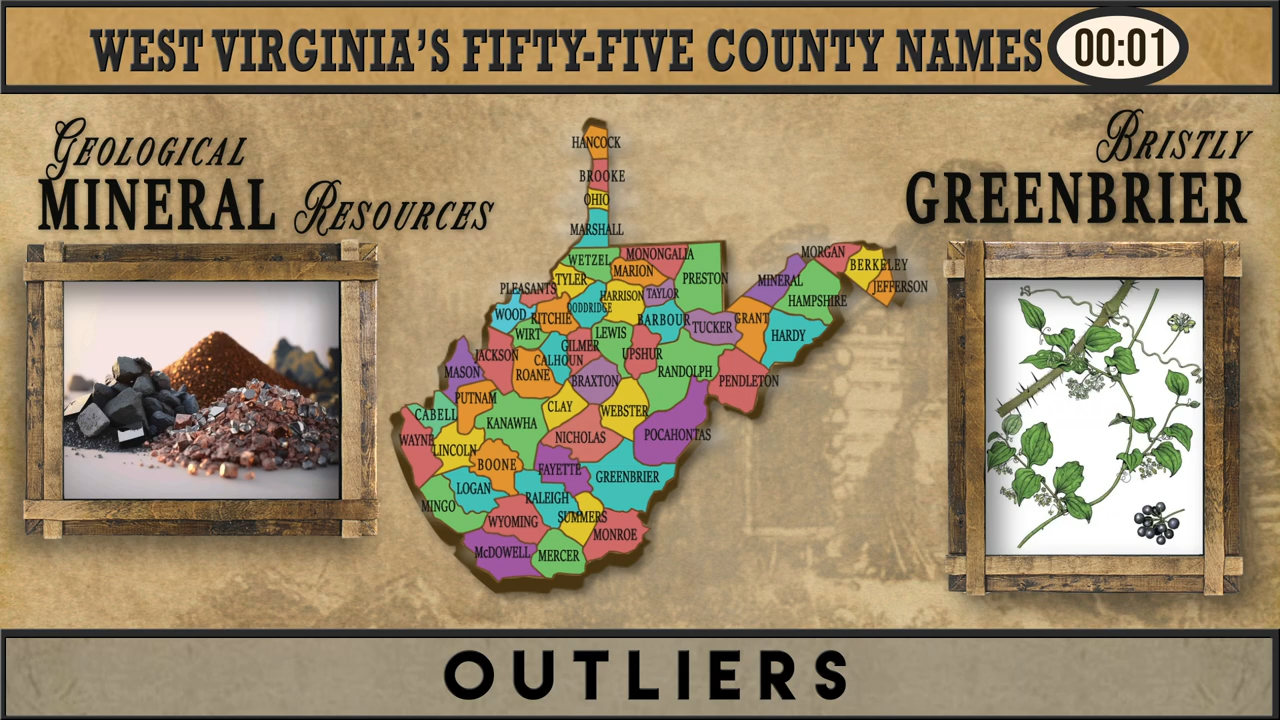 WEST VIRGINIA'S FIFTY-FIVE COUNTY NAMES
00:01
GEOLOGICAL
MINERAL RESOURCES
BRISTLY
GREENBRIER
HANCOCK
BROOKE
OHIO
MARSHALL
WETZEL
MONONGALIA
MARION
PRESTON
TYLER
PLEASANTS
HARRISON
TAYLOR
DODDRIDGE
WOOD
RITCHIE
BARBOUR
TUCKER
GRANT
MINERAL
HAMPSHIRE
MORGAN
BERKELEY
JEFFERSON
HARDY
WIRT
LEWIS
GILMER
UPSHUR
JACKSON
CALHOUN
RANDOLPH
MASON
ROANE
BRAXTON
PENDLETON
PUTNAM
CLAY
WEBSTER
CABELL
KANAWHA
NICHOLAS
POCAHONTAS
WAYNE
LINCOLN
BOONE
FAYETTE
GREENBRIER
LOGAN
RALEIGH
MINGO
WYOMING
SUMMERS
MONROE
McDOWELL
MERCER
OUTLIERS